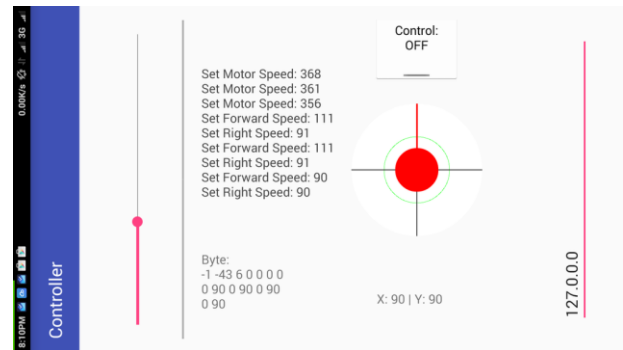 0.00K/s 3G
8:10PM
Controller
Set Motor Speed: 368
Set Motor Speed: 361
Set Motor Speed: 356
Set Forward Speed: 111
Set Right Speed: 91
Set Forward Speed: 111
Set Right Speed: 91
Set Forward Speed: 90
Set Right Speed: 90
Byte:
-1 -43 6 0 0 0 0
0 90 0 90 0 90
0 90
Control:
OFF
X: 90 | Y: 90
127.0.0.0